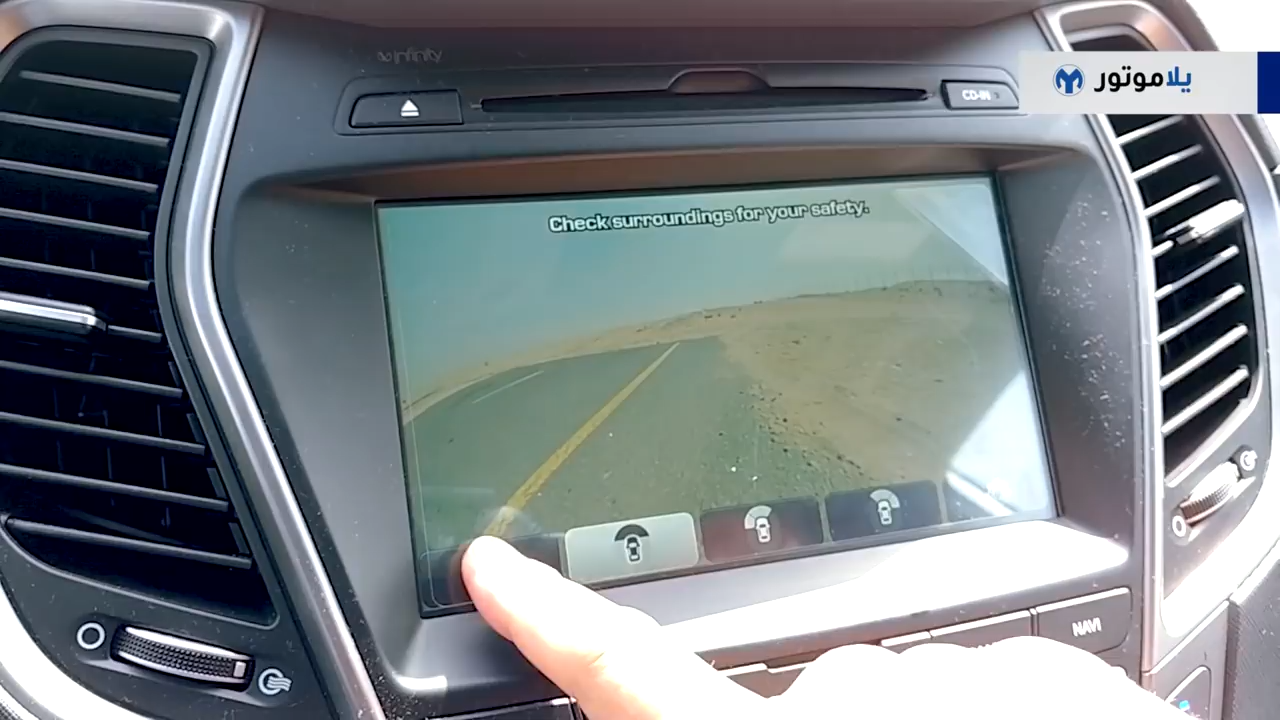 infinity
CD-IN
يلاموتور
Check surroundings for your safety.
NAVI